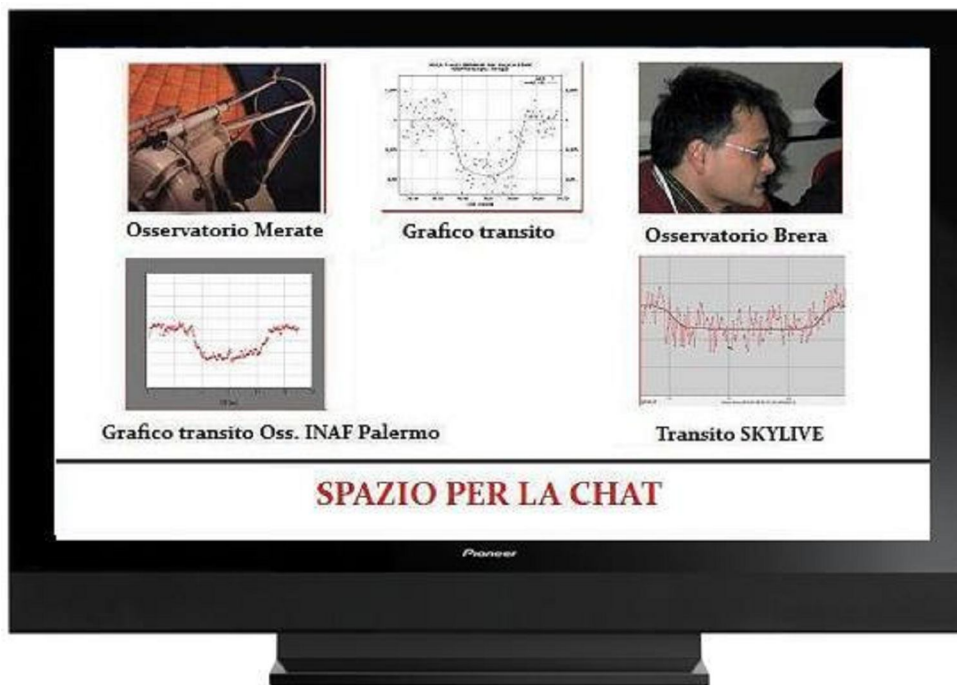 Osservatorio Merate
Grafico transito
Osservatorio Brera
Grafico transito Oss. INAF Palermo
Transito SKYLIVE
SPAZIO PER LA CHAT
Pioneer